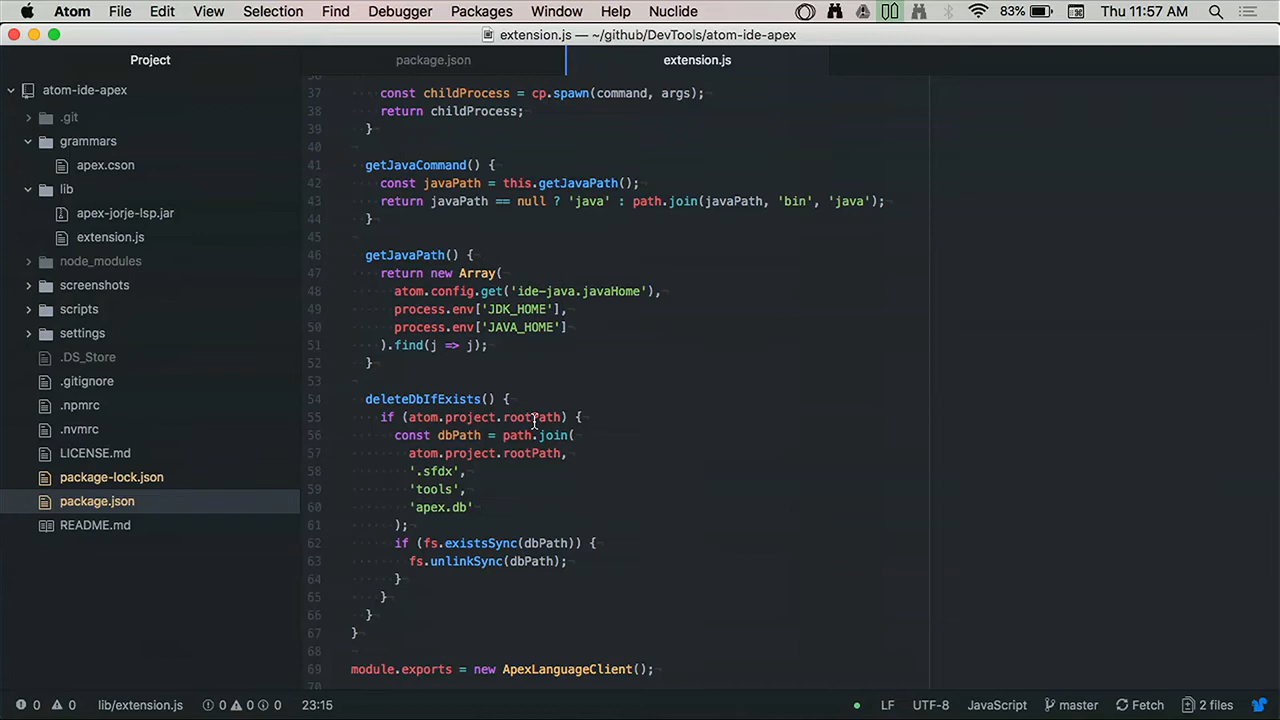 Atom File Edit View Selection Find Debugger Packages Window Help Nuclide 83% Thu 11:57 AM
extension.js — ~/github/DevTools/atom-ide-apex
Project
package.json
extension.js
atom-ide-apex
.git
grammars
apex.cson
lib
apex-jorje-lsp.jar
extension.js
node_modules
screenshots
scripts
settings
.DS_Store
.gitignore
.npmrc
.nvmrc
LICENSE.md
package-lock.json
package.json
README.md
36
37 const childProcess = cp.spawn(command, args);
38 return childProcess;
39 }
40
41 getJavaCommand() {
42 const javaPath = this.getJavaPath();
43 return javaPath == null ? 'java' : path.join(javaPath, 'bin', 'java');
44 }
45
46 getJavaPath() {
47 return new Array(
48 atom.config.get('ide-java.javaHome'),
49 process.env['JDK_HOME'],
50 process.env['JAVA_HOME']
51 ).find(j => j);
52 }
53
54 deleteDbIfExists() {
55 if (atom.project.rootPath) {
56 const dbPath = path.join(
57 atom.project.rootPath,
58 '.sfdx',
59 'tools',
60 'apex.db'
61 );
62 if (fs.existsSync(dbPath)) {
63 fs.unlinkSync(dbPath);
64 }
65 }
66 }
67 }
68
69 module.exports = new ApexLanguageClient();
70
0 0 lib/extension.js 0 0 0 23:15 LF UTF-8 JavaScript master Fetch 2 files